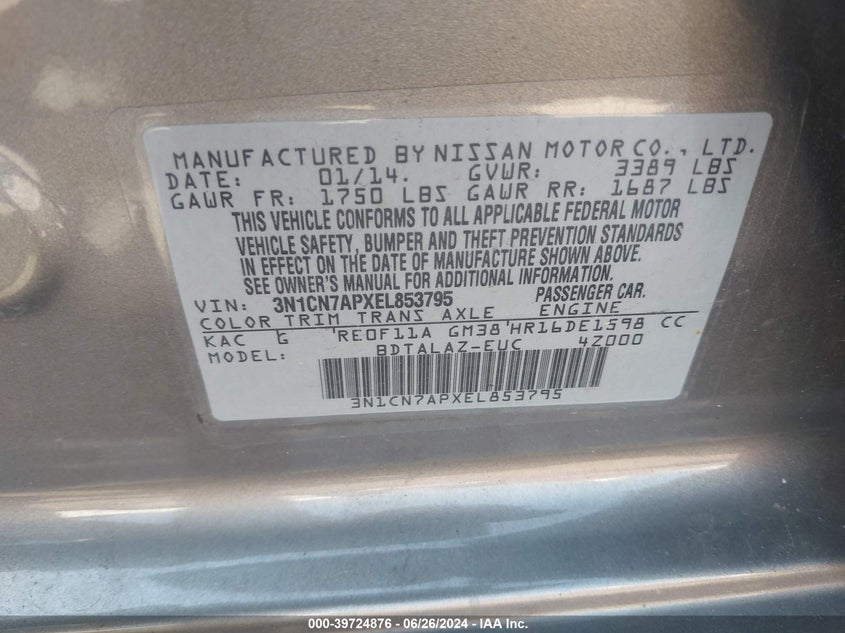 MANUFACTURED BY NISSAN MOTOR CO., LTD.
DATE: 01/14. GVWR: 3389 LBS
GAWR FR: 1750 LBS GAWR RR: 1687 LBS
THIS VEHICLE CONFORMS TO ALL APPLICABLE FEDERAL MOTOR
VEHICLE SAFETY, BUMPER AND THEFT PREVENTION STANDARDS
IN EFFECT ON THE DATE OF MANUFACTURE SHOWN ABOVE.
SEE OWNER'S MANUAL FOR ADDITIONAL INFORMATION.
VIN: 3N1CN7APXEL853795 PASSENGER CAR.
COLOR TRIM TRANS AXLE ENGINE
KAC G RE0F11A GM38 HR16DE1598 CC
MODEL: BDTALAZ-EUC 4Z000
3N1CN7APXEL853795
000-39724876 - 06/26/2024 - IAA Inc.